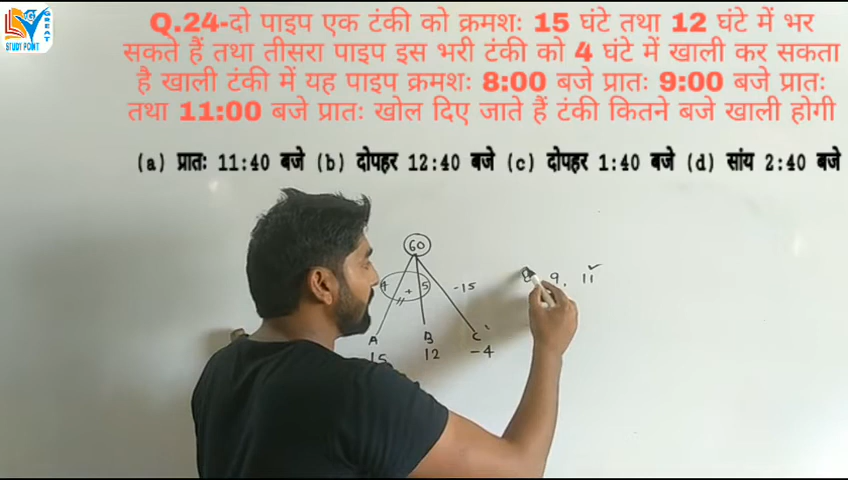 GREAT
STUDY POINT
Q.24-दो पाइप एक टंकी को क्रमशः 15 घंटे तथा 12 घंटे में भर
सकते हैं तथा तीसरा पाइप इस भरी टंकी को 4 घंटे में खाली कर सकता
है खाली टंकी में यह पाइप क्रमशः 8:00 बजे प्रातः 9:00 बजे प्रातः
तथा 11:00 बजे प्रातः खोल दिए जाते हैं टंकी कितने बजे खाली होगी
(a) प्रातः 11:40 बजे (b) दोपहर 12:40 बजे (c) दोपहर 1:40 बजे (d) सांय 2:40 बजे
60
4 + 5 -15
9, 11
A B C
15 12 -4